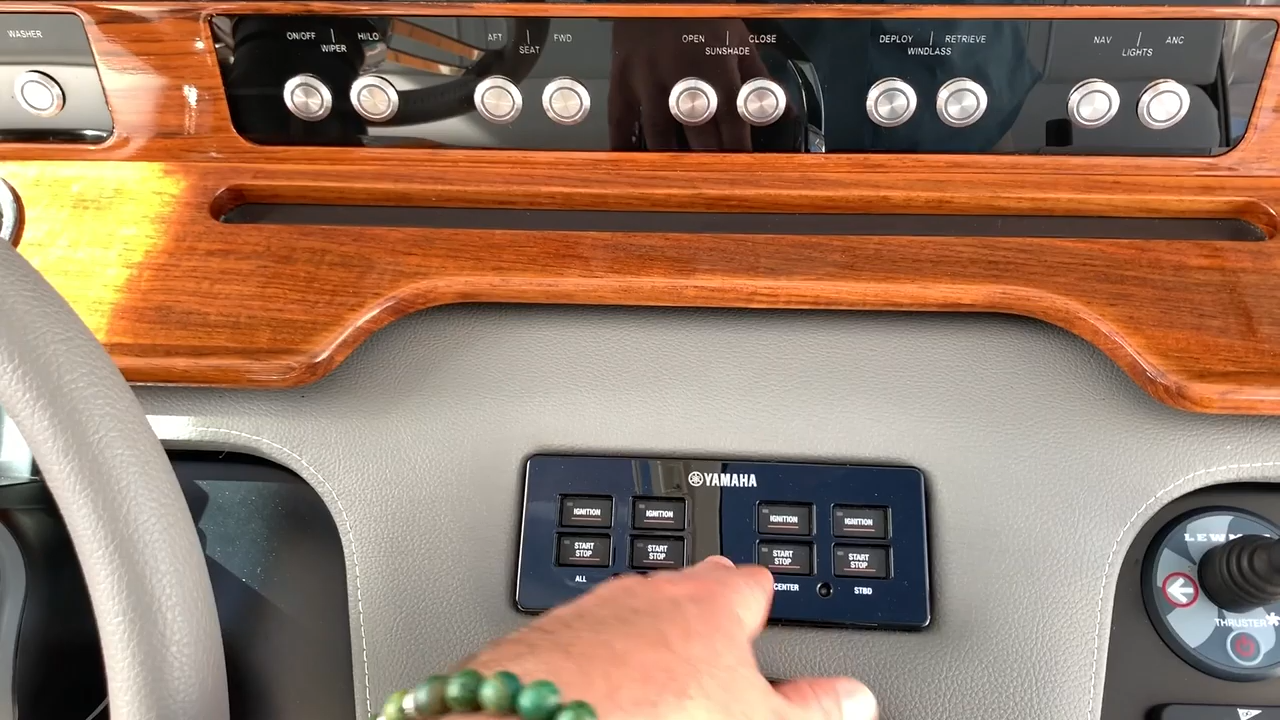 WASHER
ON/OFF | HI/LO
WIPER
AFT | FWD
SEAT
OPEN | CLOSE
SUNSHADE
DEPLOY | RETRIEVE
WINDLASS
NAV | ANC
LIGHTS
YAMAHA
IGNITION IGNITION IGNITION IGNITION
START START START START
STOP STOP STOP STOP
ALL CENTER STBD
THRUSTER